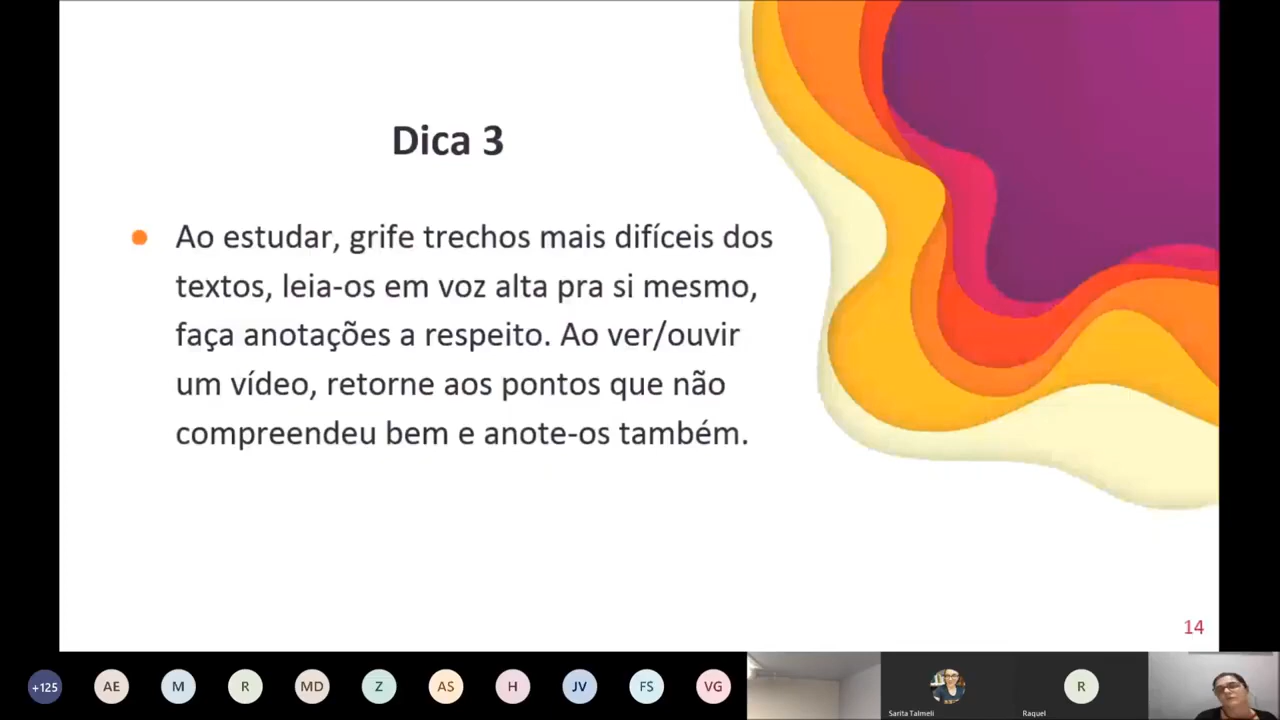 Dica 3
Ao estudar, grife trechos mais difíceis dos
textos, leia-os em voz alta pra si mesmo,
faça anotações a respeito. Ao ver/ouvir
um vídeo, retorne aos pontos que não
compreendeu bem e anote-os também.
14
+125 AE M R MD Z AS H JV FS VG R
Sarita Talmeli Raquel